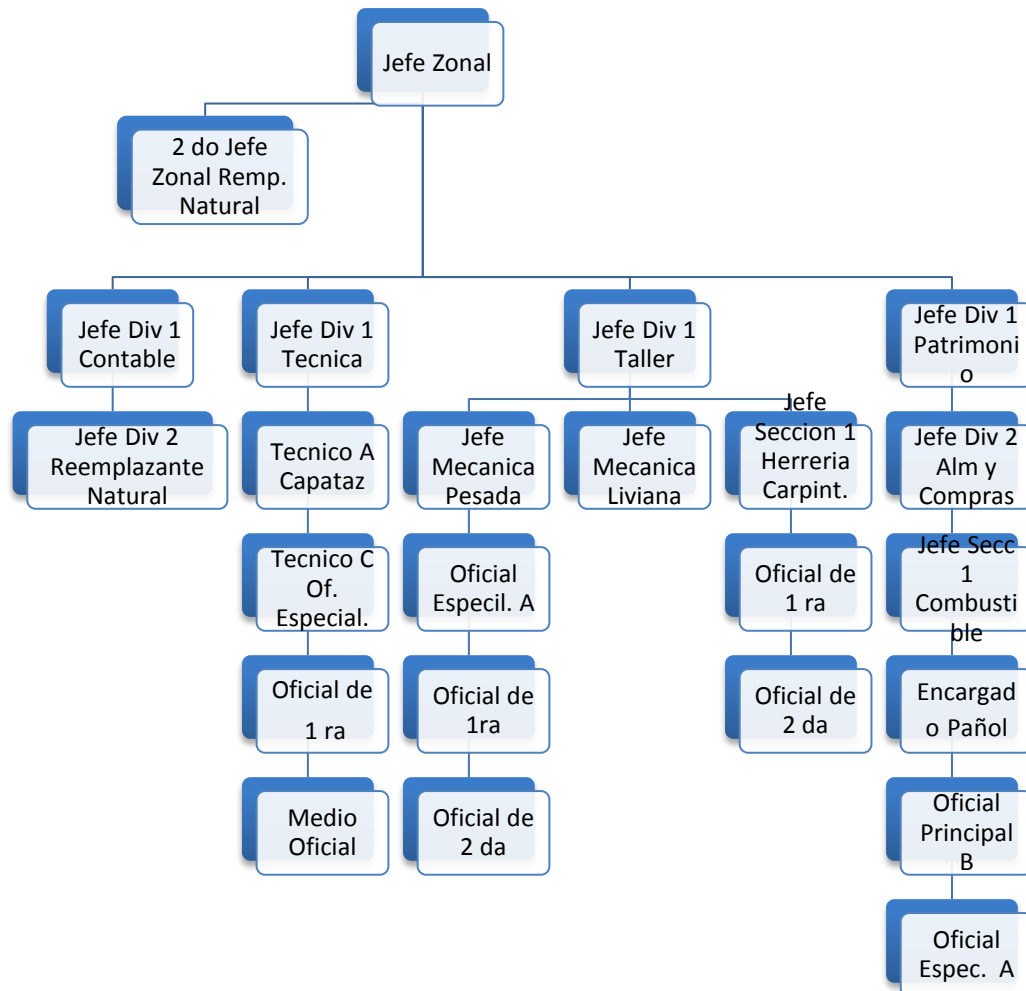 Jefe Zonal
2 do Jefe
Zonal Remp.
Natural
Jefe Div 1
Contable
Jefe Div 1
Tecnica
Jefe Div 1
Taller
Jefe Div 1
Patrimoni
o
Jefe Div 2
Reemplazante
Natural
Tecnico A
Capataz
Jefe
Mecanica
Pesada
Jefe
Mecanica
Liviana
Jefe
Seccion 1
Herreria
Carpint.
Jefe Div 2
Alm y
Compras
Tecnico C
Of.
Especial.
Oficial
Especil. A
Oficial de
1 ra
Jefe Secc
1
Combusti
ble
Oficial de
1 ra
Oficial de
1ra
Oficial de
2 da
Encargad
o Pañol
Medio
Oficial
Oficial de
2 da
Oficial
Principal
B
Oficial
Espec. A